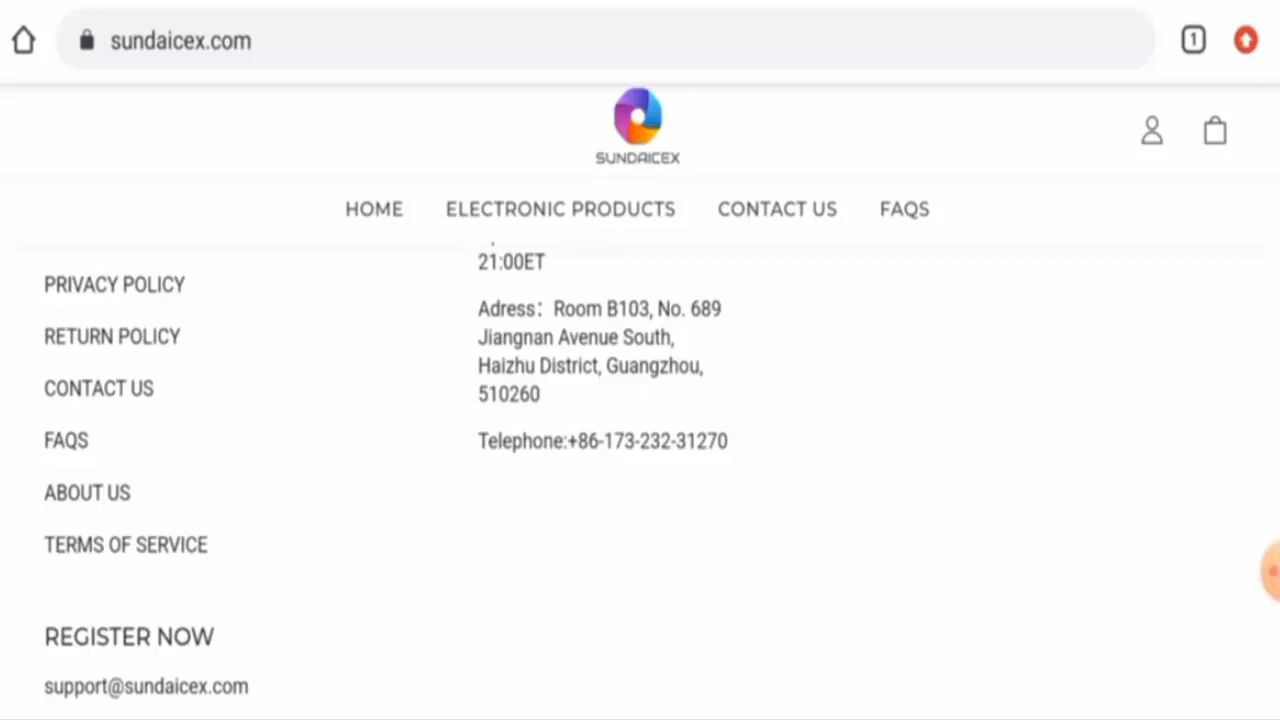 sundaicex.com
1
SUNDAICEX
HOME
ELECTRONIC PRODUCTS
CONTACT US
FAQS
PRIVACY POLICY
RETURN POLICY
CONTACT US
FAQS
ABOUT US
TERMS OF SERVICE
21:00ET
Adress：Room B103, No. 689
Jiangnan Avenue South,
Haizhu District, Guangzhou,
510260
Telephone:+86-173-232-31270
REGISTER NOW
support@sundaicex.com